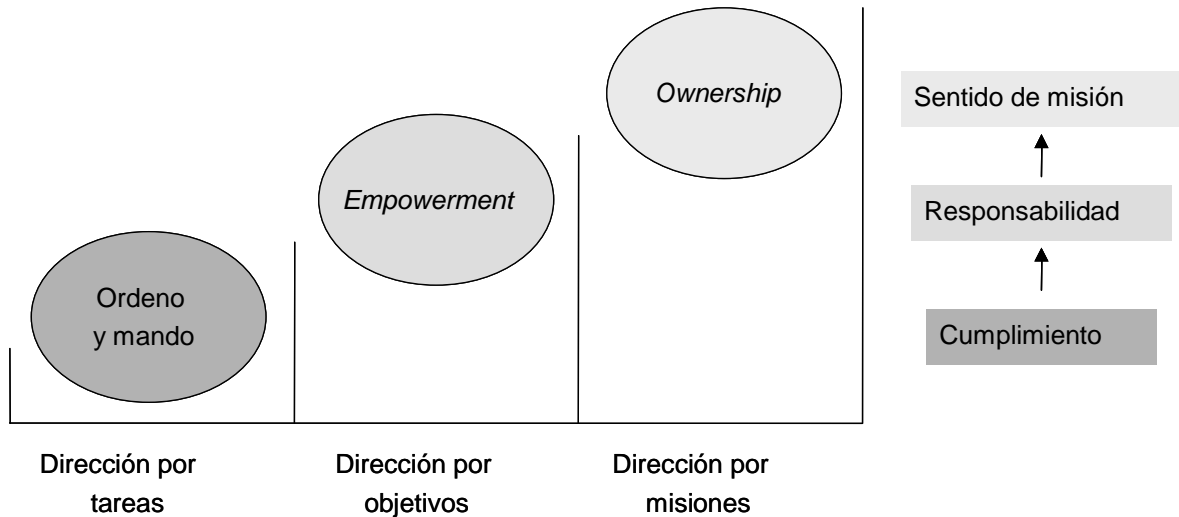 Ownership
Sentido de misión
Empowerment
Responsabilidad
Ordeno
y mando
Cumplimiento
Dirección por
tareas
Dirección por
objetivos
Dirección por
misiones